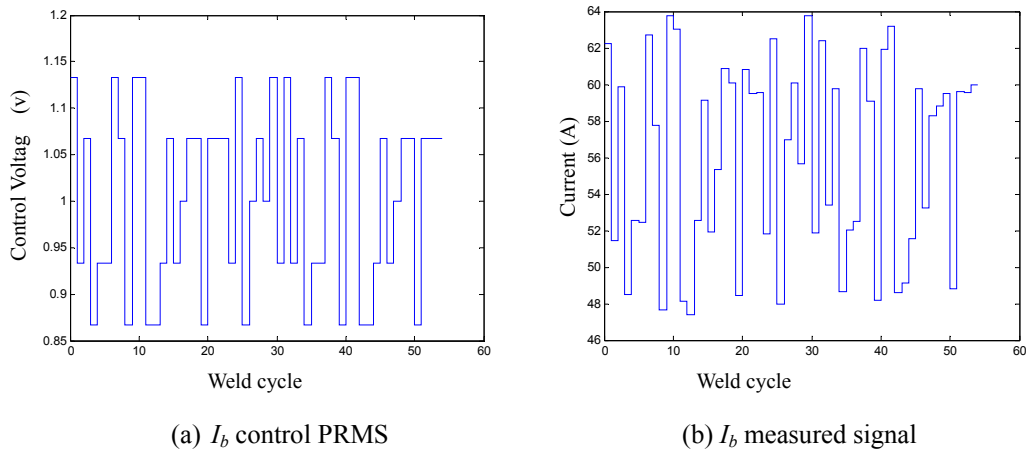 1.2
1.15
1.1
1.05
1
0.95
0.9
0.85
0 10 20 30 40 50 60
Control Voltag (v)
Weld cycle
(a) I_b control PRMS
64
62
60
58
56
54
52
50
48
46
0 10 20 30 40 50 60
Current (A)
Weld cycle
(b) I_b measured signal